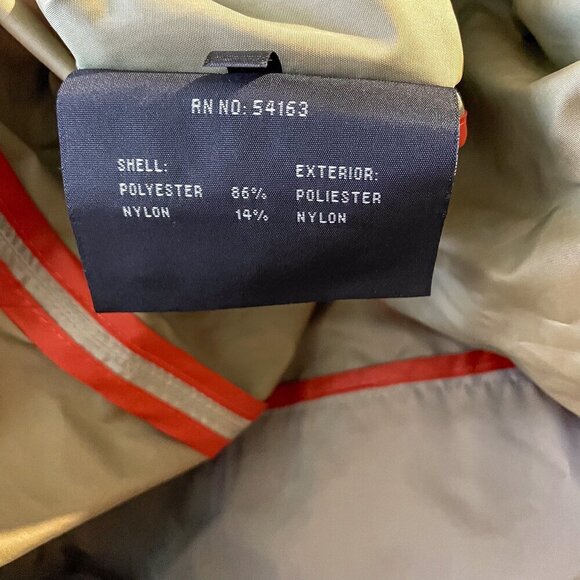 RN NO: 54163
SHELL:
POLYESTER 86%
NYLON 14%
EXTERIOR:
POLIESTER
NYLON